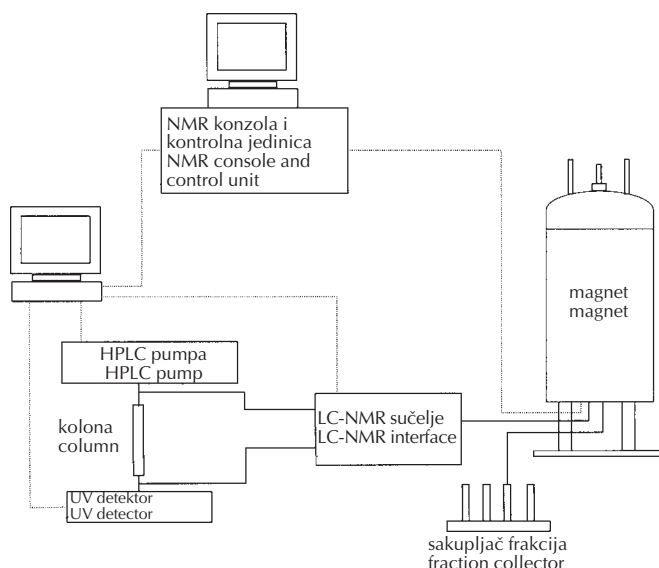 NMR konzola i
kontrolna jedinica
NMR console and
control unit
magnet
magnet
HPLC pumpa
HPLC pump
kolona
column
LC-NMR sučelje
LC-NMR interface
UV detektor
UV detector
sakupljač frakcija
fraction collector